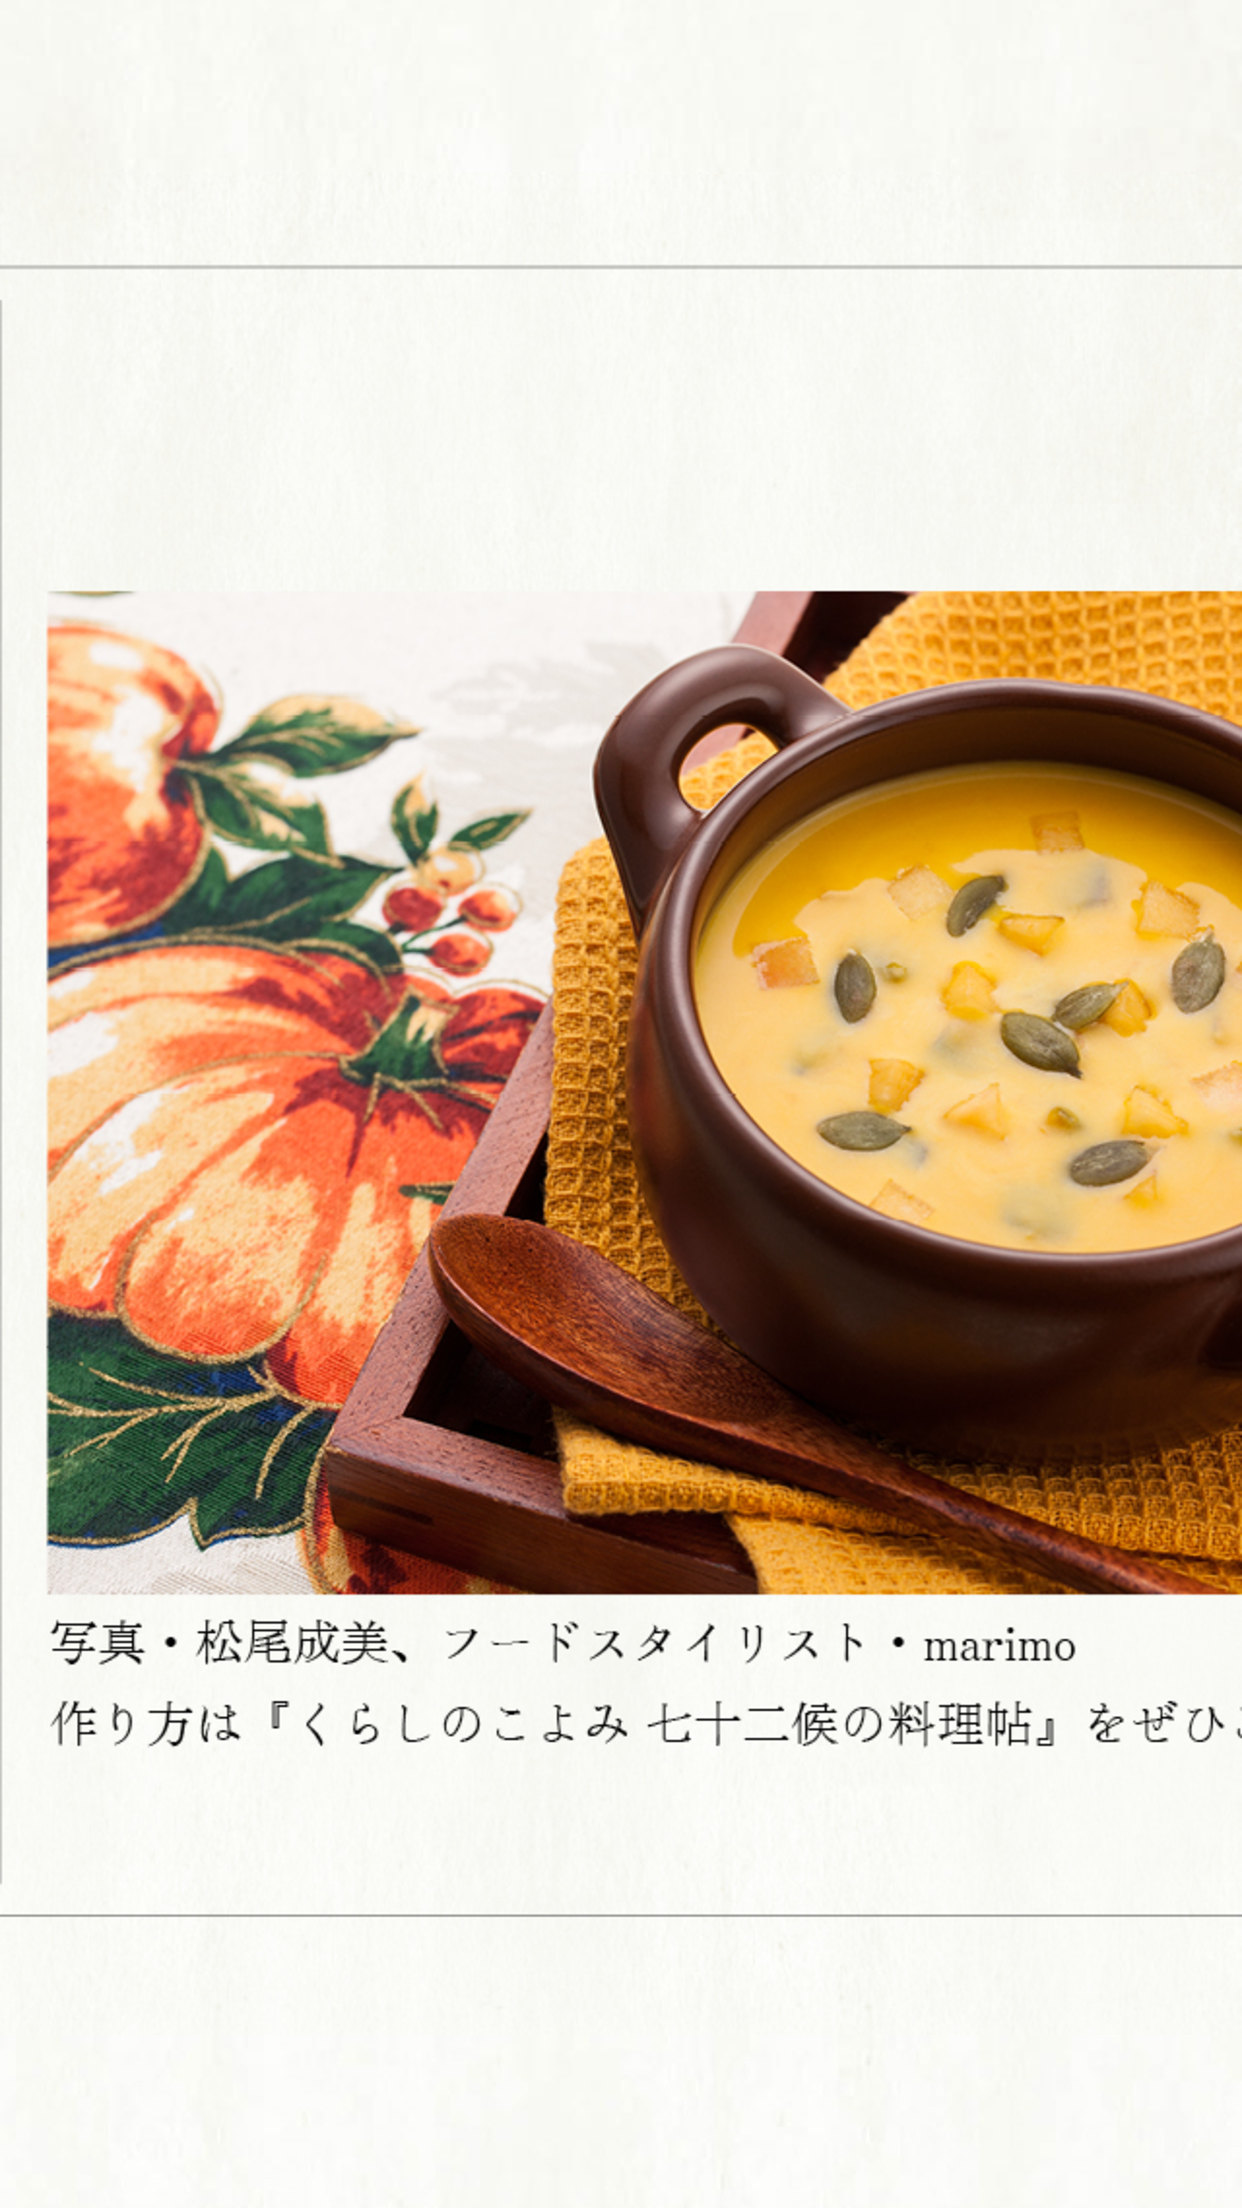 写真・松尾成美、フードスタイリスト・marimo
作り方は『くらしのこよみ 七十二候の料理帖』をぜひ